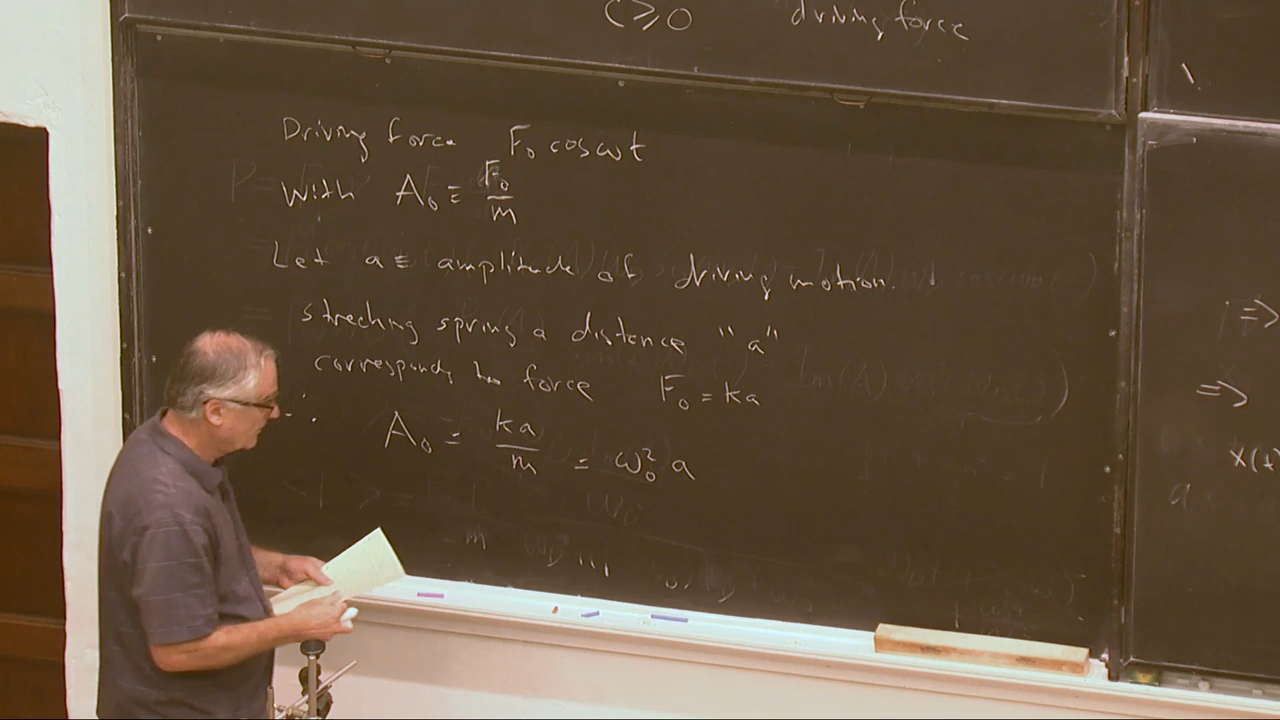 C ⩾ 0 driving force
Driving force F₀ cos ωt
With A₀ ≡ F₀/m
Let a ≡ amplitude of driving motion.
streching spring a distance "a"
corresponds to force F₀ = ka
∴ A₀ = ka/m = ω₀² a
=>
=>
x(t